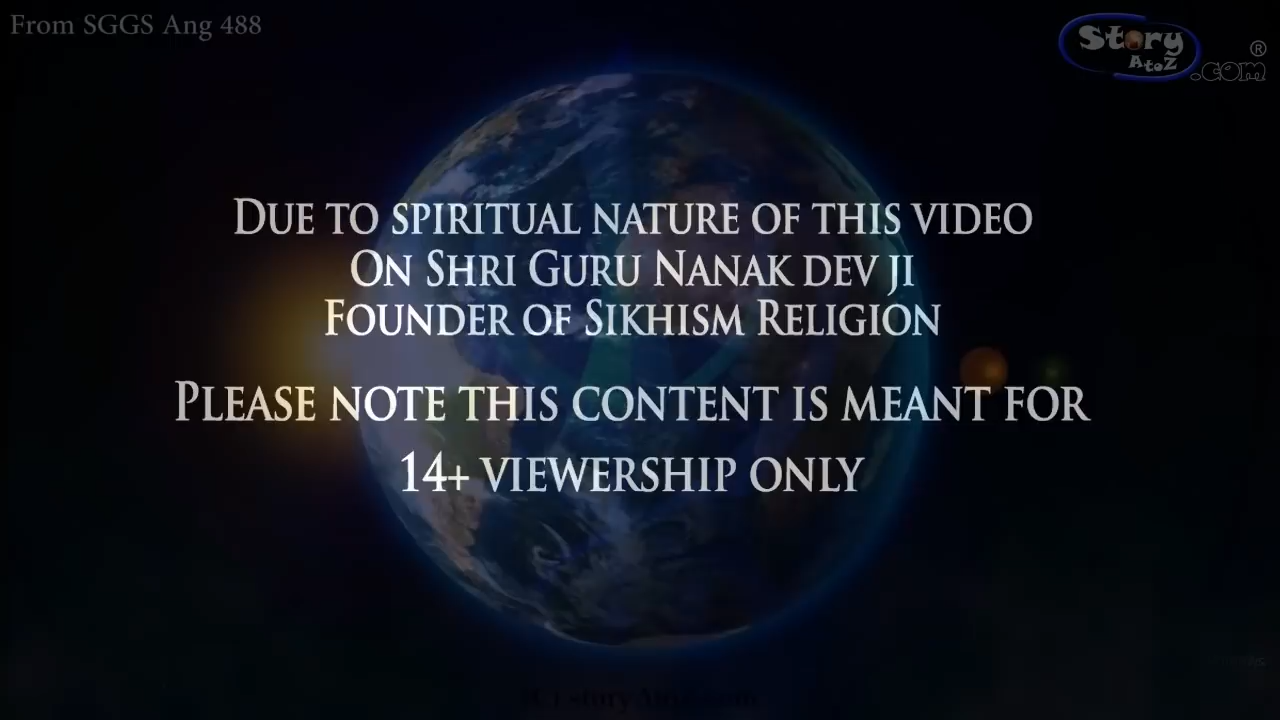 From SGGS Ang 488
Story
AtoZ
.com®
DUE TO SPIRITUAL NATURE OF THIS VIDEO
ON SHRI GURU NANAK DEV JI
FOUNDER OF SIKHISM RELIGION
PLEASE NOTE THIS CONTENT IS MEANT FOR
14+ VIEWERSHIP ONLY